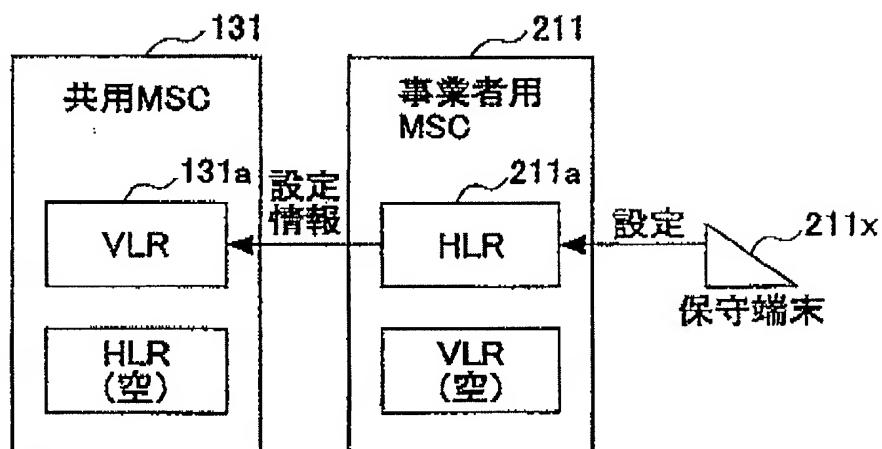 131
211
共用MSC
事業者用
MSC
131a
設定
情報
211a
設定
211x
VLR
HLR
保守端末
HLR
(空)
VLR
(空)